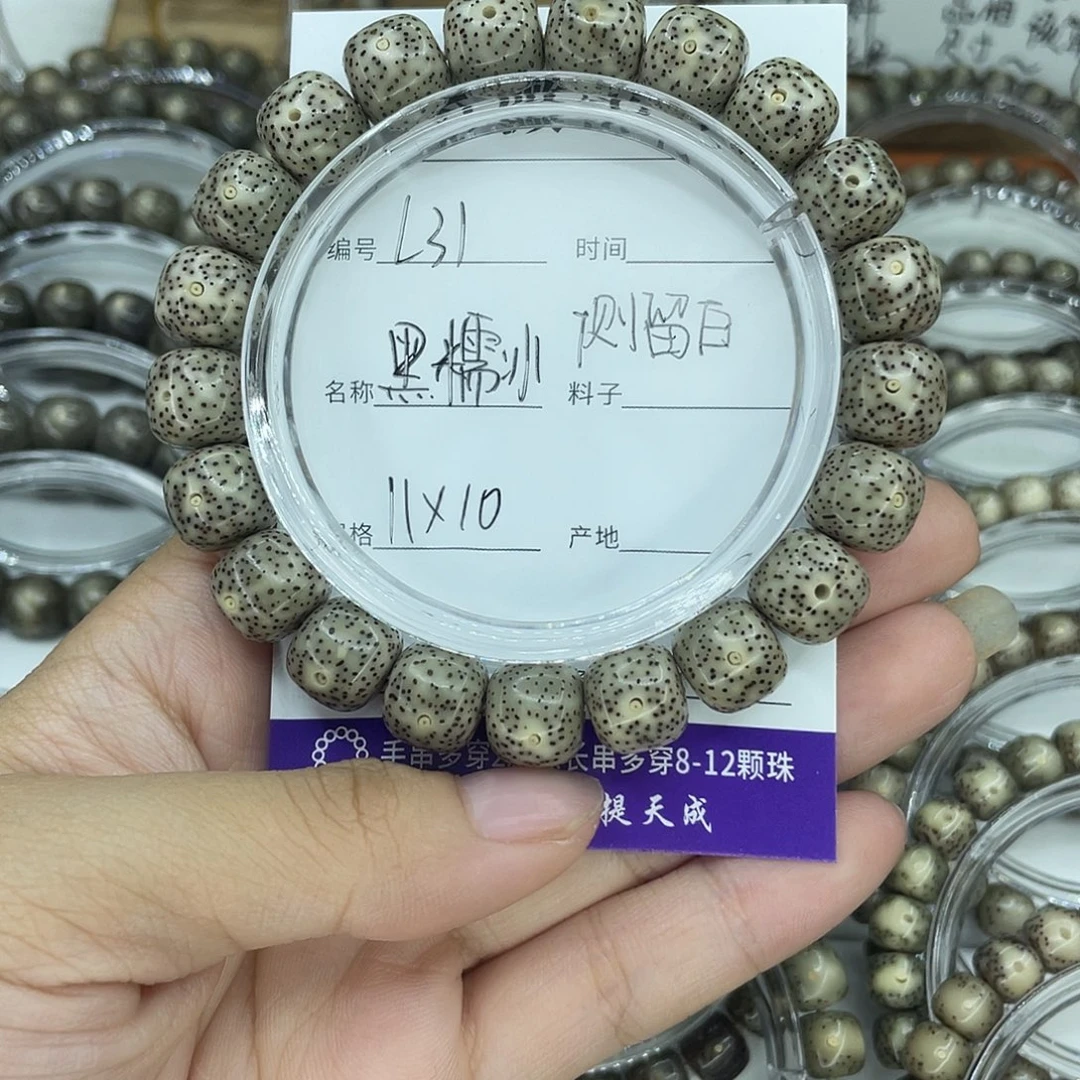 编号 L31 时间
侧留白
名称 黑糯冰 料子
格 11X10 产地
手串多穿 长串多穿8-12颗珠
提天成